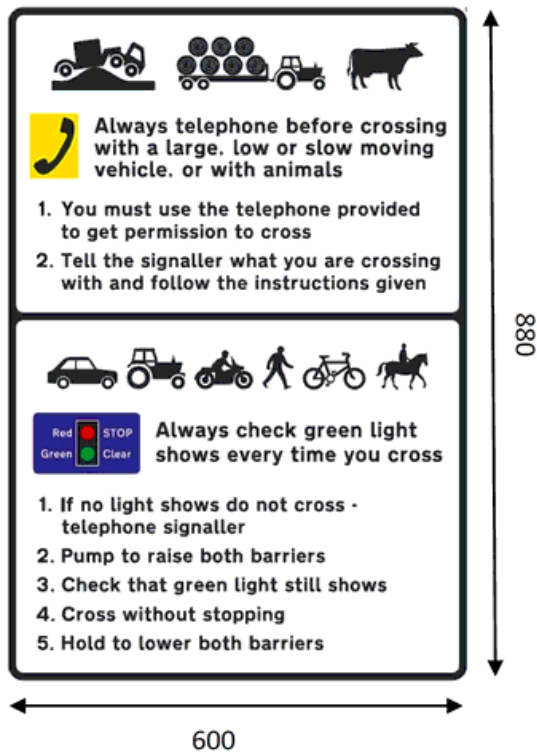 Always telephone before crossing
with a large, low or slow moving
vehicle, or with animals
1. You must use the telephone provided
to get permission to cross
2. Tell the signaller what you are crossing
with and follow the instructions given
880
Red STOP
Green Clear
Always check green light
shows every time you cross
1. If no light shows do not cross -
telephone signaller
2. Pump to raise both barriers
3. Check that green light still shows
4. Cross without stopping
5. Hold to lower both barriers
600